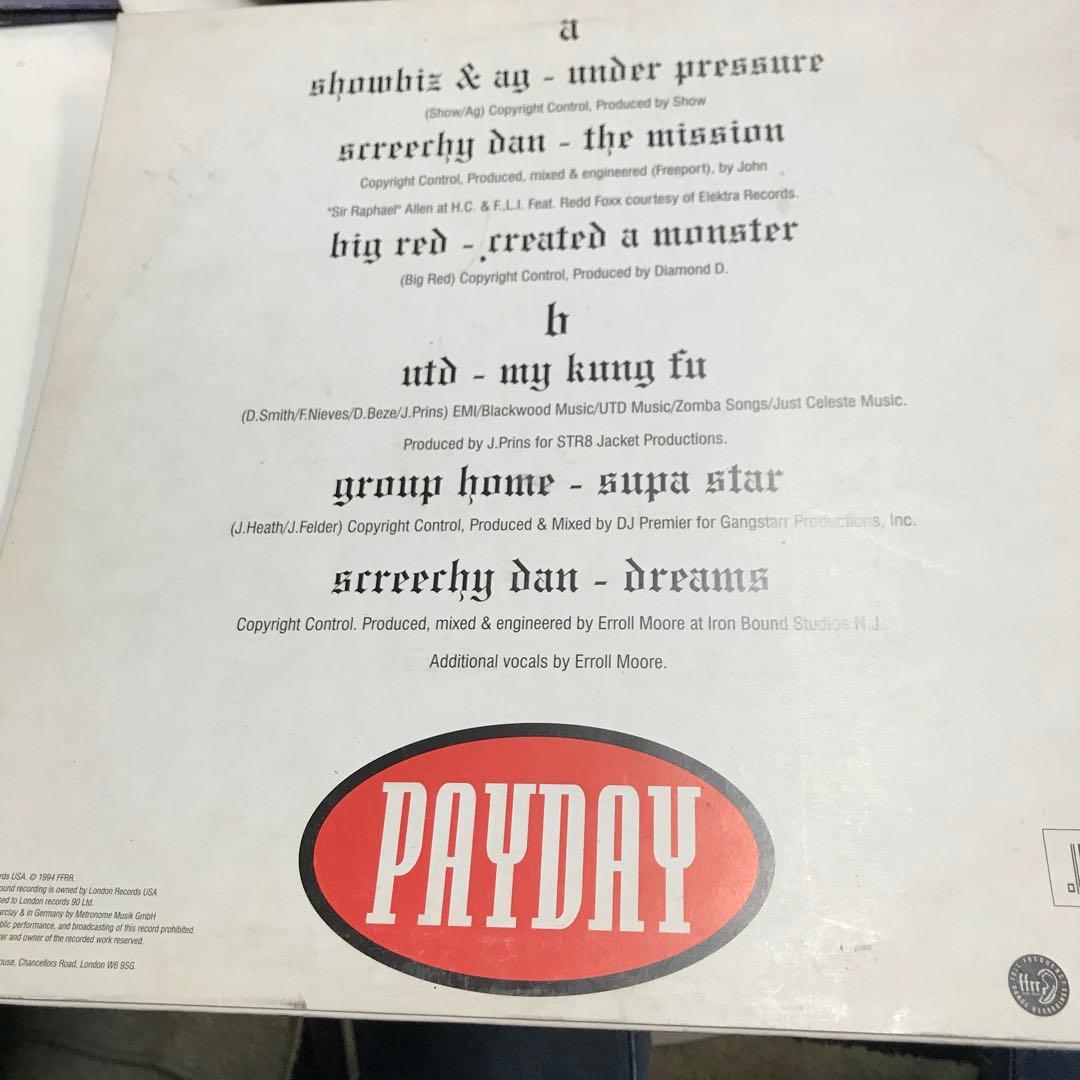 a
showbiz & ag - under pressure
(Show/Ag) Copyright Control, Produced by Show
screechy dan - the mission
Copyright Control, Produced, mixed & engineered (Freeport), by John
"Sir Raphael" Allen at H.C. & F.,L.I. Feat. Redd Foxx courtesy of Elektra Records.
big red - created a monster
(Big Red) Copyright Control, Produced by Diamond D.
b
utd - my kung fu
(D.Smith/F.Nieves/D.Beze/J.Prins) EMI/Blackwood Music/UTD Music/Zomba Songs/Just Celeste Music.
Produced by J.Prins for STR8 Jacket Productions.
group home - supa star
(J.Heath/J.Felder) Copyright Control, Produced & Mixed by DJ Premier for Gangstarr Productions, Inc.
screechy dan - dreams
Copyright Control. Produced, mixed & engineered by Erroll Moore at Iron Bound Studios N.J.
Additional vocals by Erroll Moore.
PAYDAY
USA. © 1994 FFRR.
recording is owned by London Records USA
to London records 90 Ltd.
& in Germany by Metronome Musik GmbH
performance, and broadcasting of this record prohibited.
and owner of the recorded work reserved.
Chancellors Road, London W6 9SG.
FULL FREQUENCY
ffrr
RANGE RECORDINGS